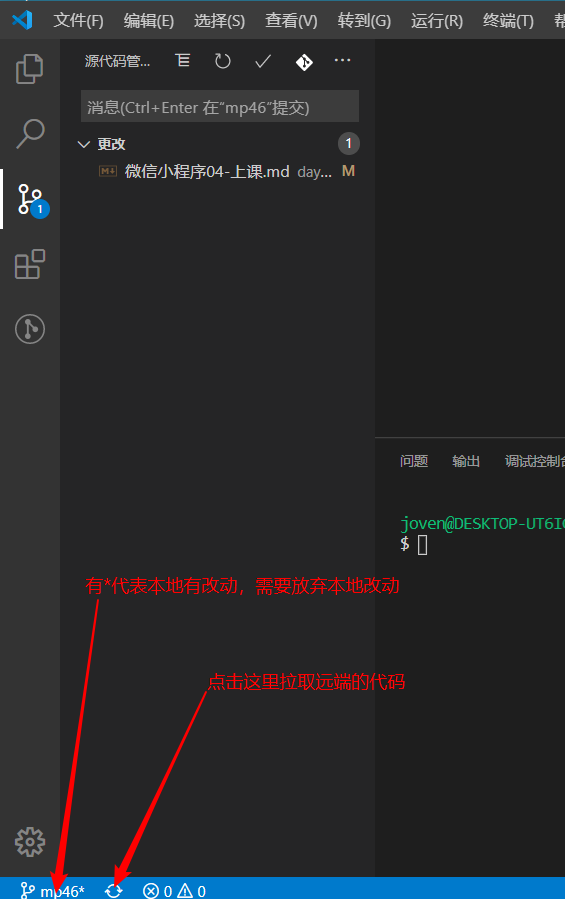 文件(F) 编辑(E) 选择(S) 查看(V) 转到(G) 运行(R) 终端(T)
源代码管... ...
消息(Ctrl+Enter 在“mp46”提交)
更改 1
M↓ 微信小程序04-上课.md day... M
1
问题 输出 调试控制台
joven@DESKTOP-UT6I
$
有*代表本地有改动，需要放弃本地改动
点击这里拉取远端的代码
mp46* 0 0